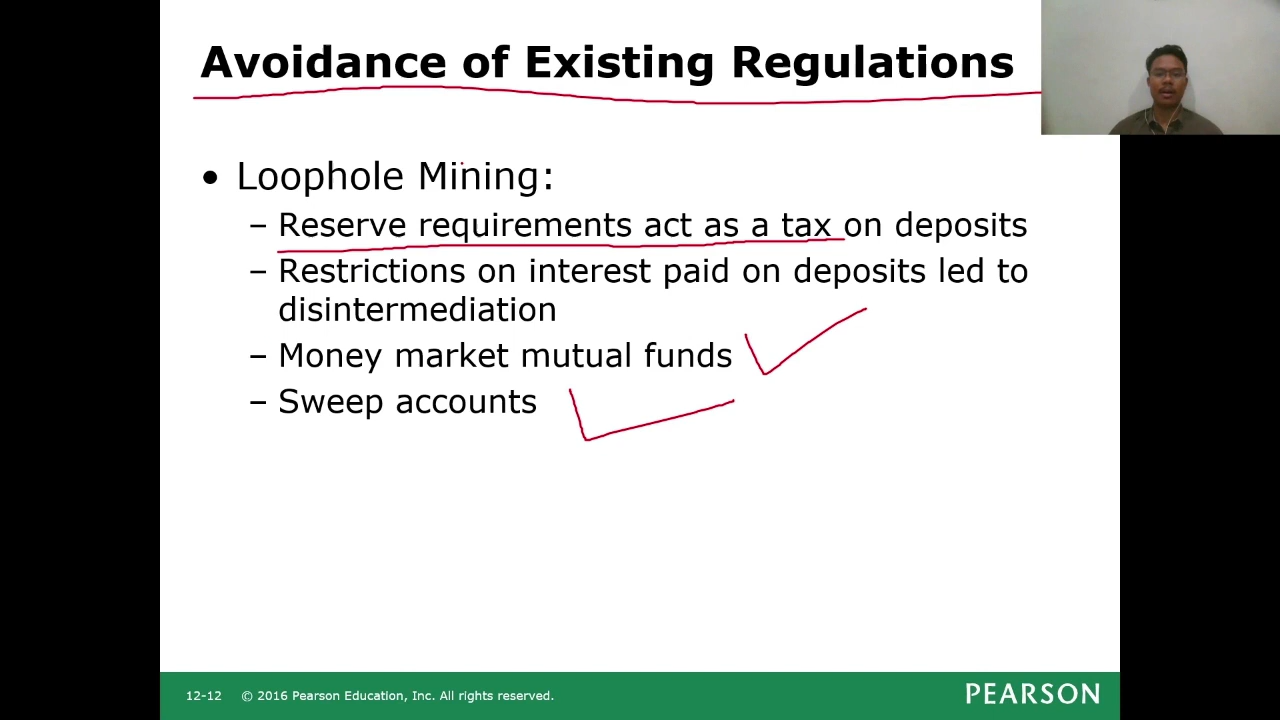 Avoidance of Existing Regulations
• Loophole Mining:
– Reserve requirements act as a tax on deposits
– Restrictions on interest paid on deposits led to
disintermediation
– Money market mutual funds
– Sweep accounts
12-12 © 2016 Pearson Education, Inc. All rights reserved.
PEARSON